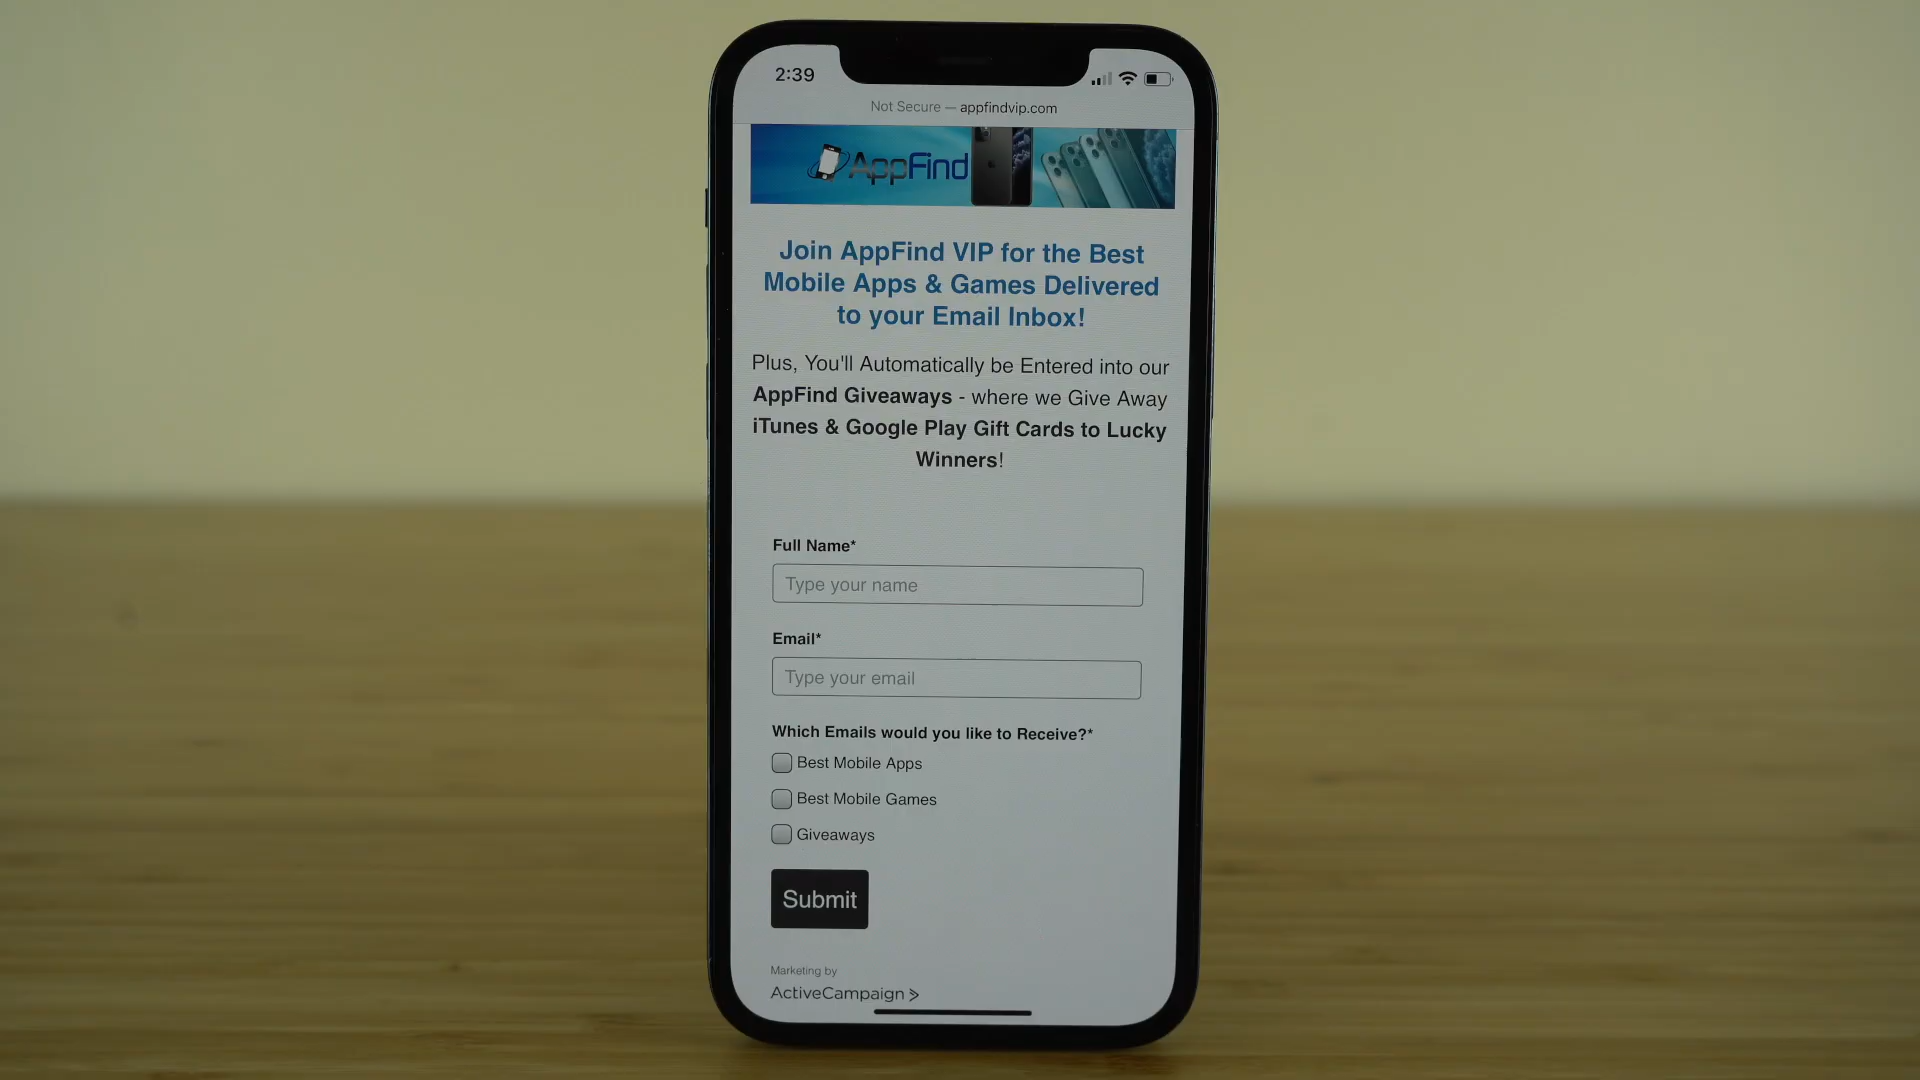 2:39
Not Secure — appfindvip.com
AppFind
Join AppFind VIP for the Best
Mobile Apps & Games Delivered
to your Email Inbox!
Plus, You'll Automatically be Entered into our
AppFind Giveaways - where we Give Away
iTunes & Google Play Gift Cards to Lucky
Winners!
Full Name*
Type your name
Email*
Type your email
Which Emails would you like to Receive?*
Best Mobile Apps
Best Mobile Games
Giveaways
Submit
Marketing by
ActiveCampaign >